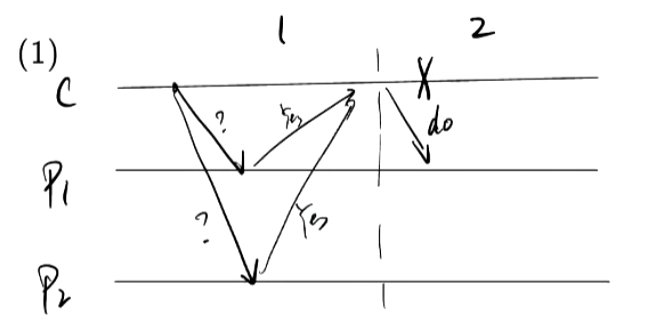 1 2
(1)
C
X
? Yes do
P1
? Yes
P2